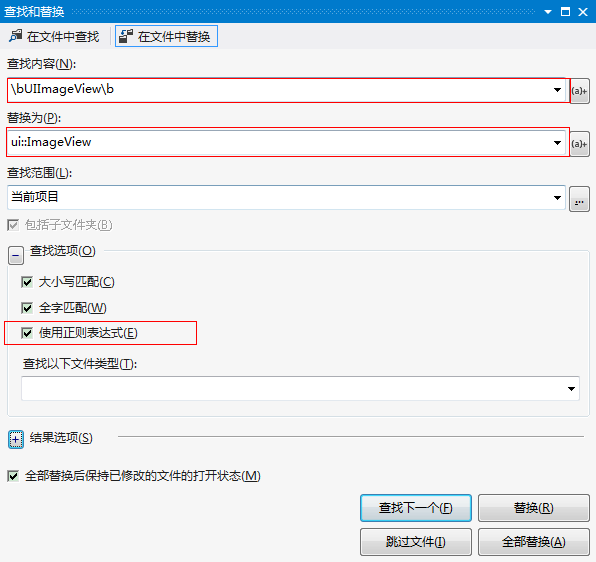 查找和替换
在文件中查找 在文件中替换
查找内容(N):
\bUIImageView\b
(a)+
替换为(P):
ui::ImageView
(a)+
查找范围(L):
当前项目
...
包括子文件夹(B)
查找选项(O)
大小写匹配(C)
全字匹配(W)
使用正则表达式(E)
查找以下文件类型(T):
结果选项(S)
全部替换后保持已修改的文件的打开状态(M)
查找下一个(F) 替换(R)
跳过文件(I) 全部替换(A)